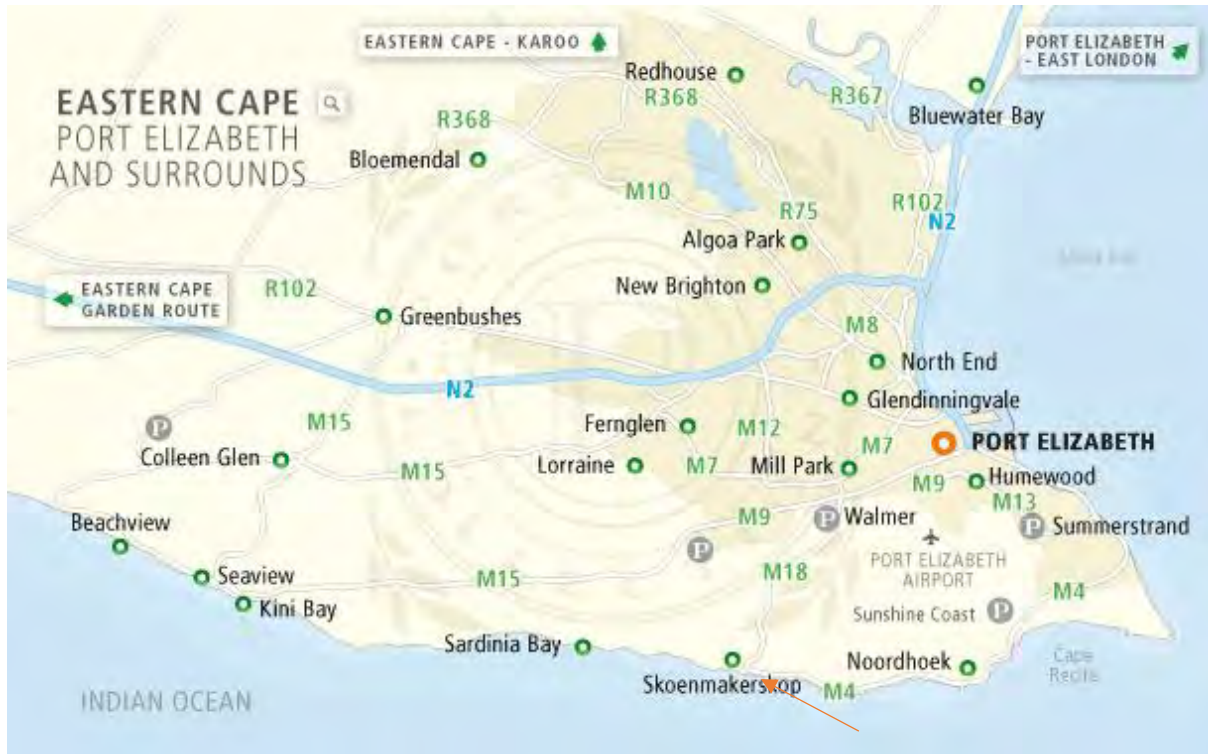 EASTERN CAPE - KAROO
PORT ELIZABETH
- EAST LONDON
EASTERN CAPE
PORT ELIZABETH
AND SURROUNDS
Redhouse
R368
R367
Bluewater Bay
R368
Bloemendal
M10
R75
R102
N2
Algoa Park
New Brighton
EASTERN CAPE
GARDEN ROUTE
R102
Greenbushes
M8
North End
N2
Glendinningvale
P
M15
Fernglen
M12
M7
PORT ELIZABETH
Colleen Glen
M15
Lorraine
M7
Mill Park
M9
Humewood
M13
Beachview
M9
P
Walmer
P
Summerstrand
P
PORT ELIZABETH
AIRPORT
Seaview
M15
M18
M4
Kini Bay
Sunshine Coast
P
Sardinia Bay
Noordhoek
Cape
Recife
Skoenmakerskop
M4
INDIAN OCEAN